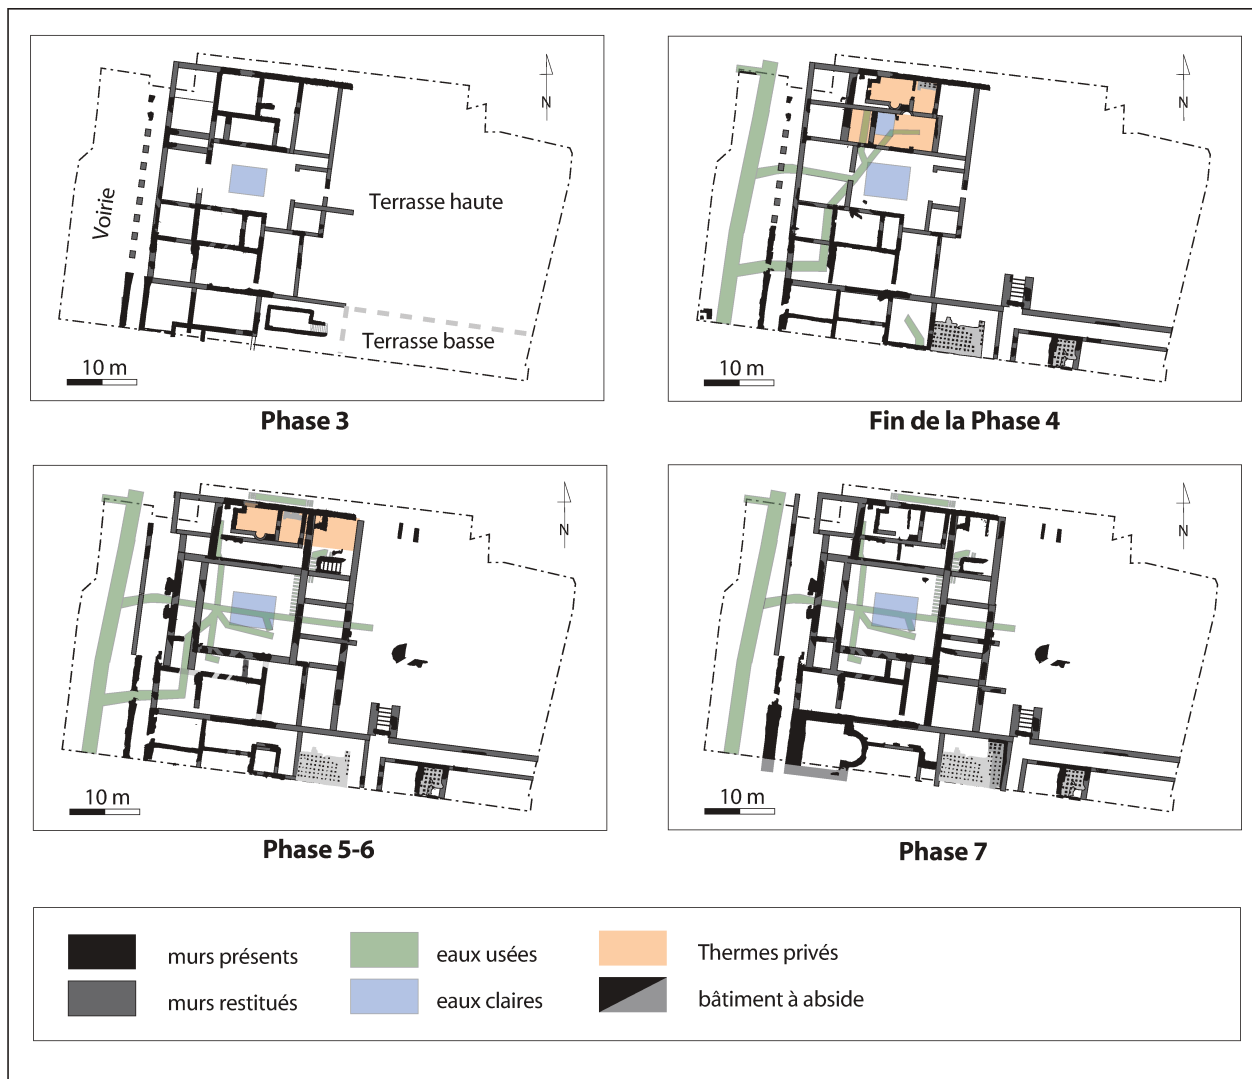 N
Voirie
Terrasse haute
Terrasse basse
10 m
Phase 3
N
10 m
Fin de la Phase 4
N
10 m
Phase 5-6
N
10 m
Phase 7
murs présents
eaux usées
Thermes privés
murs restitués
eaux claires
bâtiment à abside